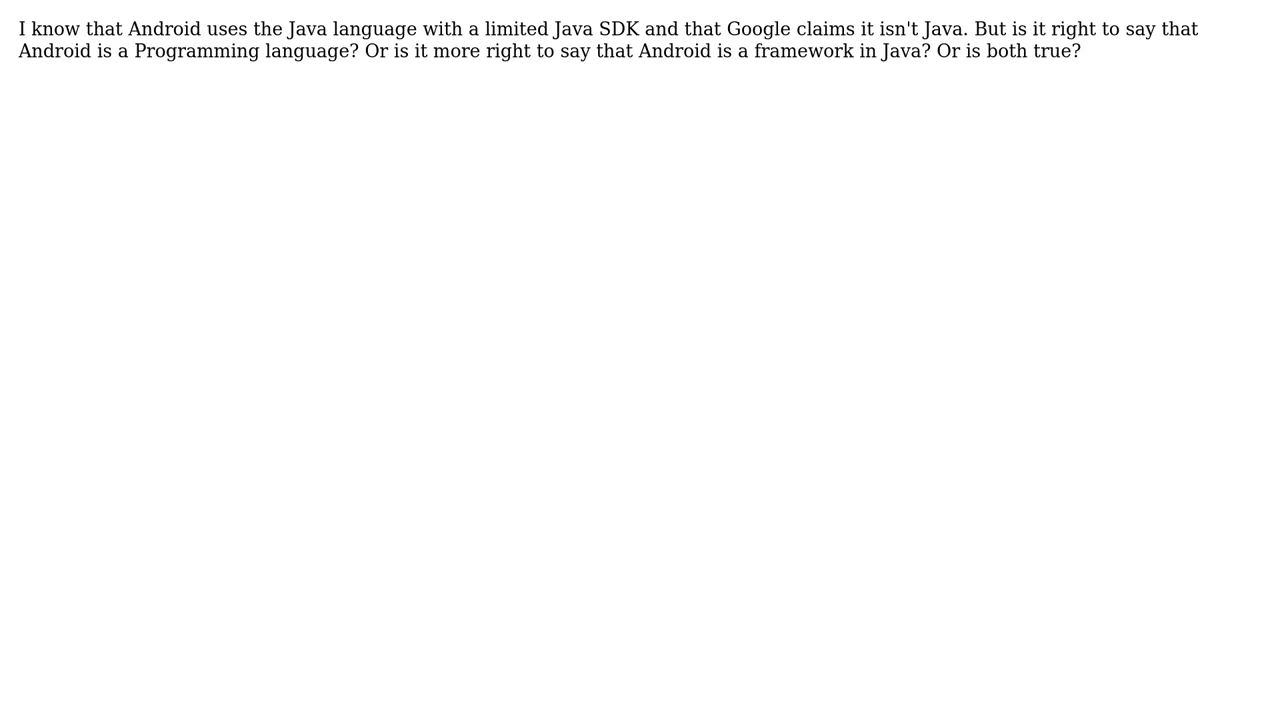 I know that Android uses the Java language with a limited Java SDK and that Google claims it isn't Java. But is it right to say that
Android is a Programming language? Or is it more right to say that Android is a framework in Java? Or is both true?